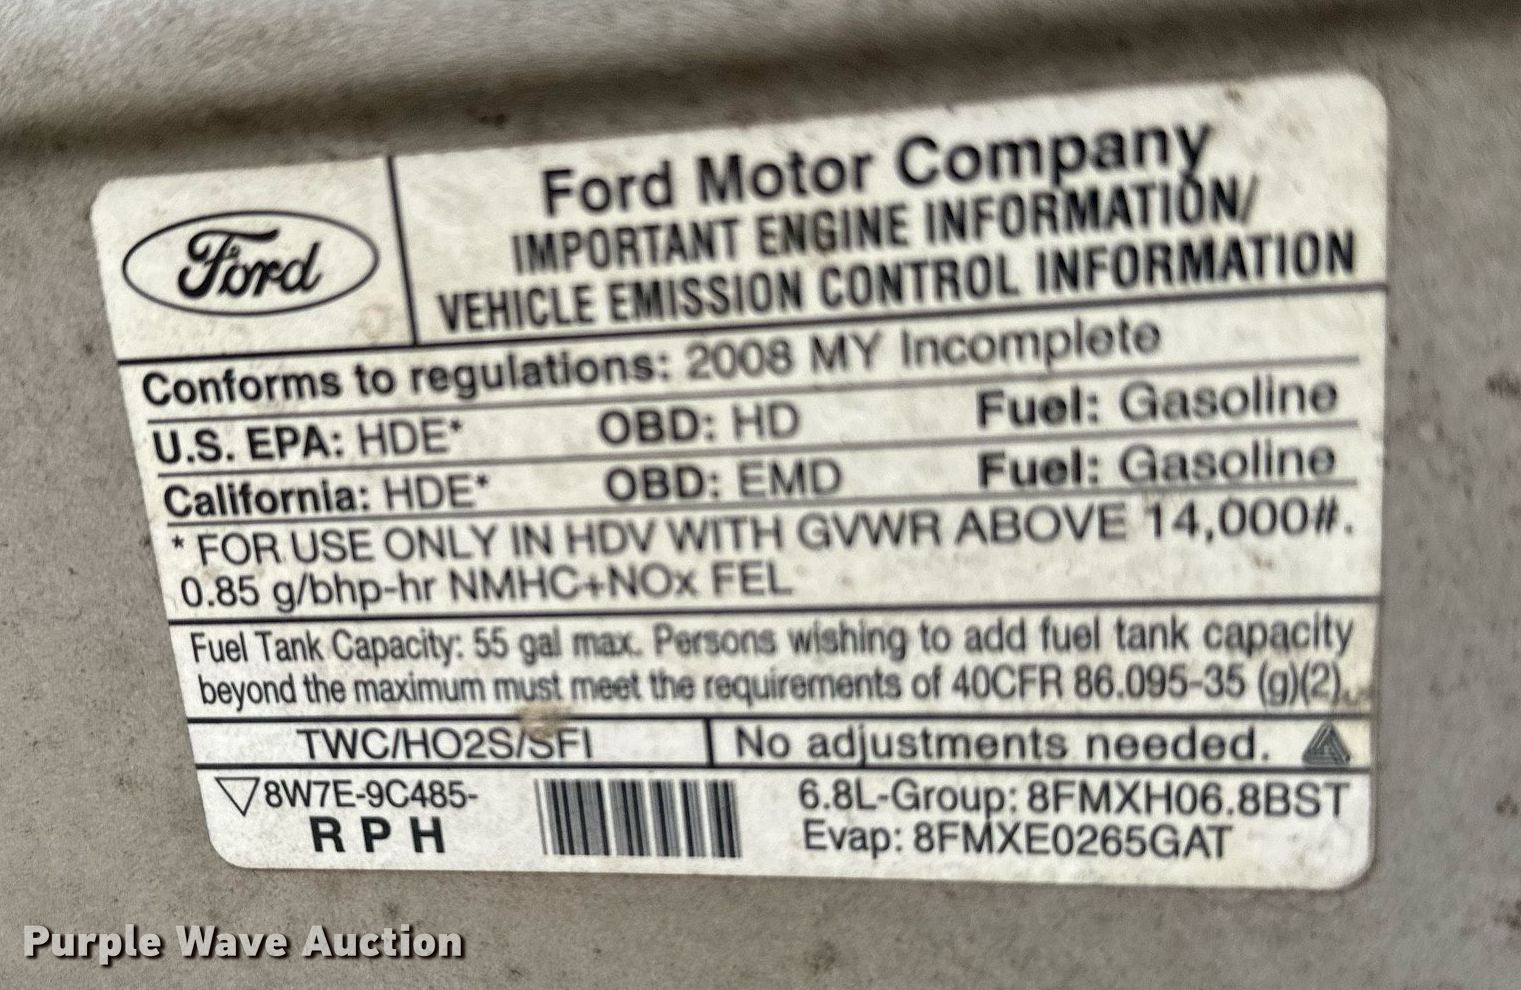 Ford
Ford Motor Company
IMPORTANT ENGINE INFORMATION/
VEHICLE EMISSION CONTROL INFORMATION
Conforms to regulations: 2008 MY Incomplete
U.S. EPA: HDE* OBD: HD Fuel: Gasoline
California: HDE* OBD: EMD Fuel: Gasoline
* FOR USE ONLY IN HDV WITH GVWR ABOVE 14,000#.
0.85 g/bhp-hr NMHC+NOx FEL
Fuel Tank Capacity: 55 gal max. Persons wishing to add fuel tank capacity
beyond the maximum must meet the requirements of 40CFR 86.095-35 (g)(2).
TWC/HO2S/SFI No adjustments needed.
8W7E-9C485-
RPH
6.8L-Group: 8FMXH06.8BST
Evap: 8FMXE0265GAT
Purple Wave Auction